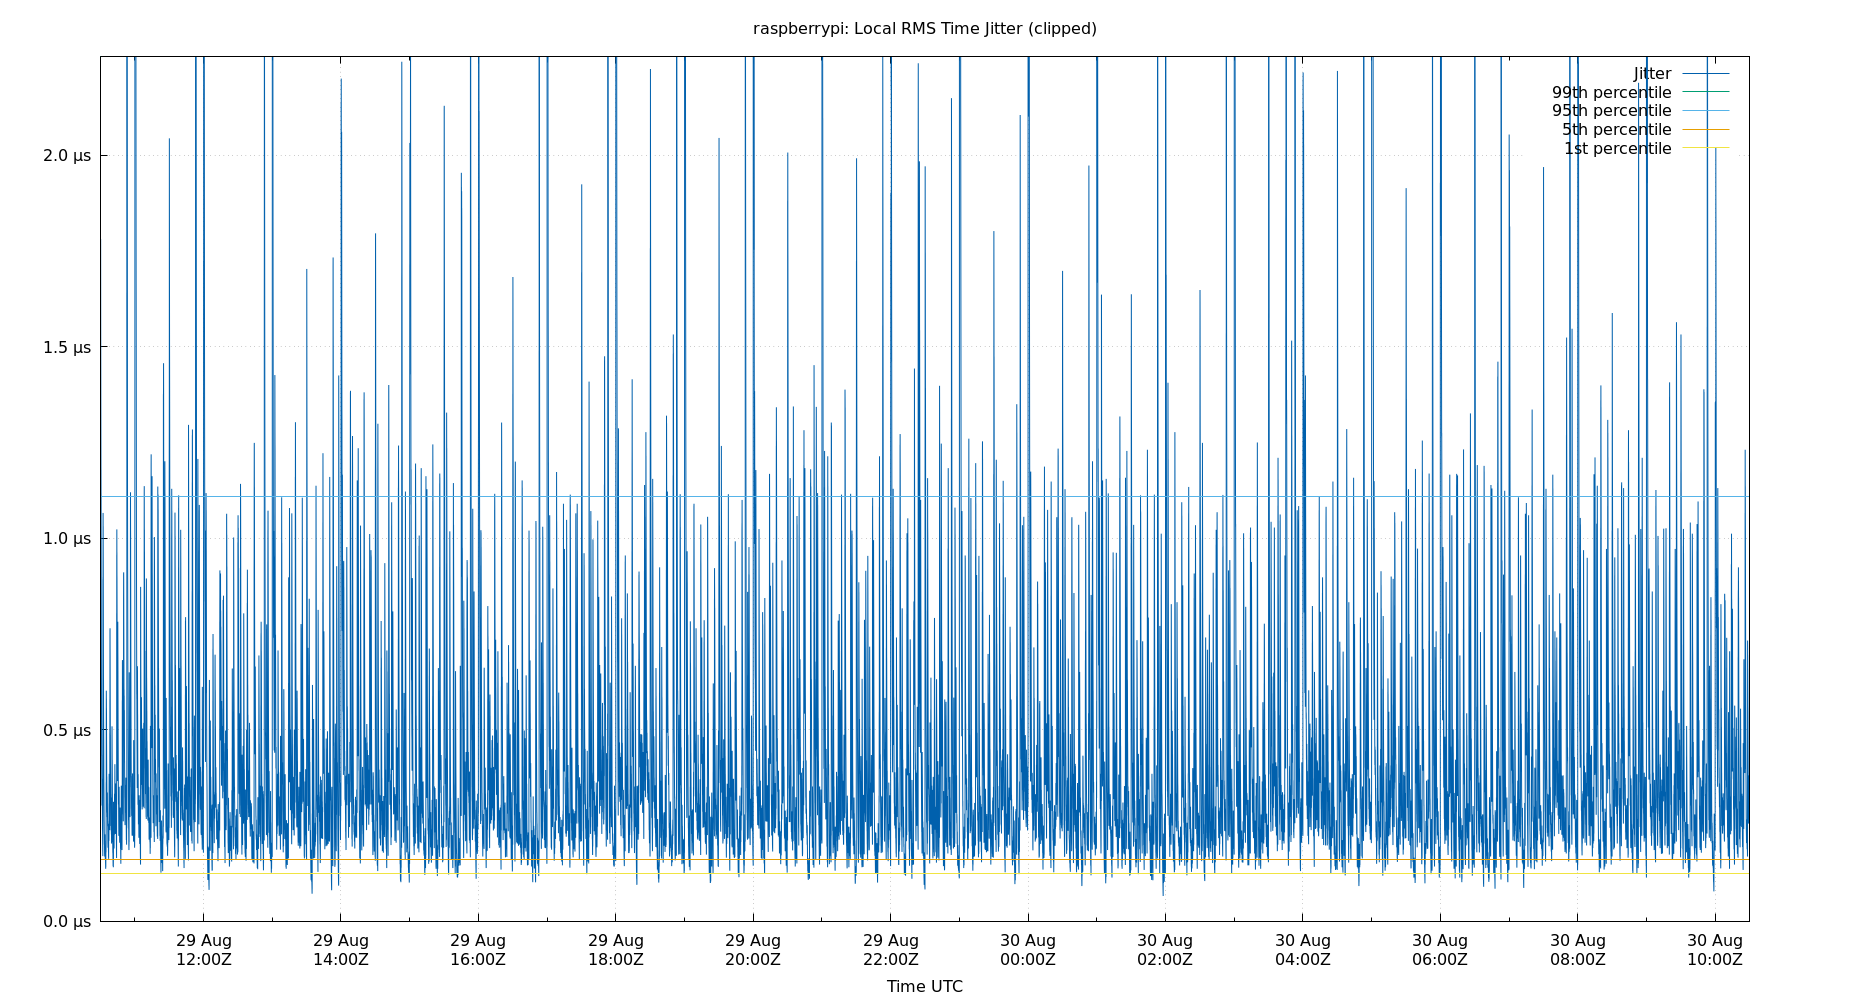 raspberrypi: Local RMS Time Jitter (clipped)
Jitter
99th percentile
95th percentile
5th percentile
1st percentile
2.0 µs
1.5 µs
1.0 µs
0.5 µs
0.0 µs
29 Aug 29 Aug 29 Aug 29 Aug 29 Aug 29 Aug 30 Aug 30 Aug 30 Aug 30 Aug 30 Aug 30 Aug
12:00Z 14:00Z 16:00Z 18:00Z 20:00Z 22:00Z 00:00Z 02:00Z 04:00Z 06:00Z 08:00Z 10:00Z
Time UTC